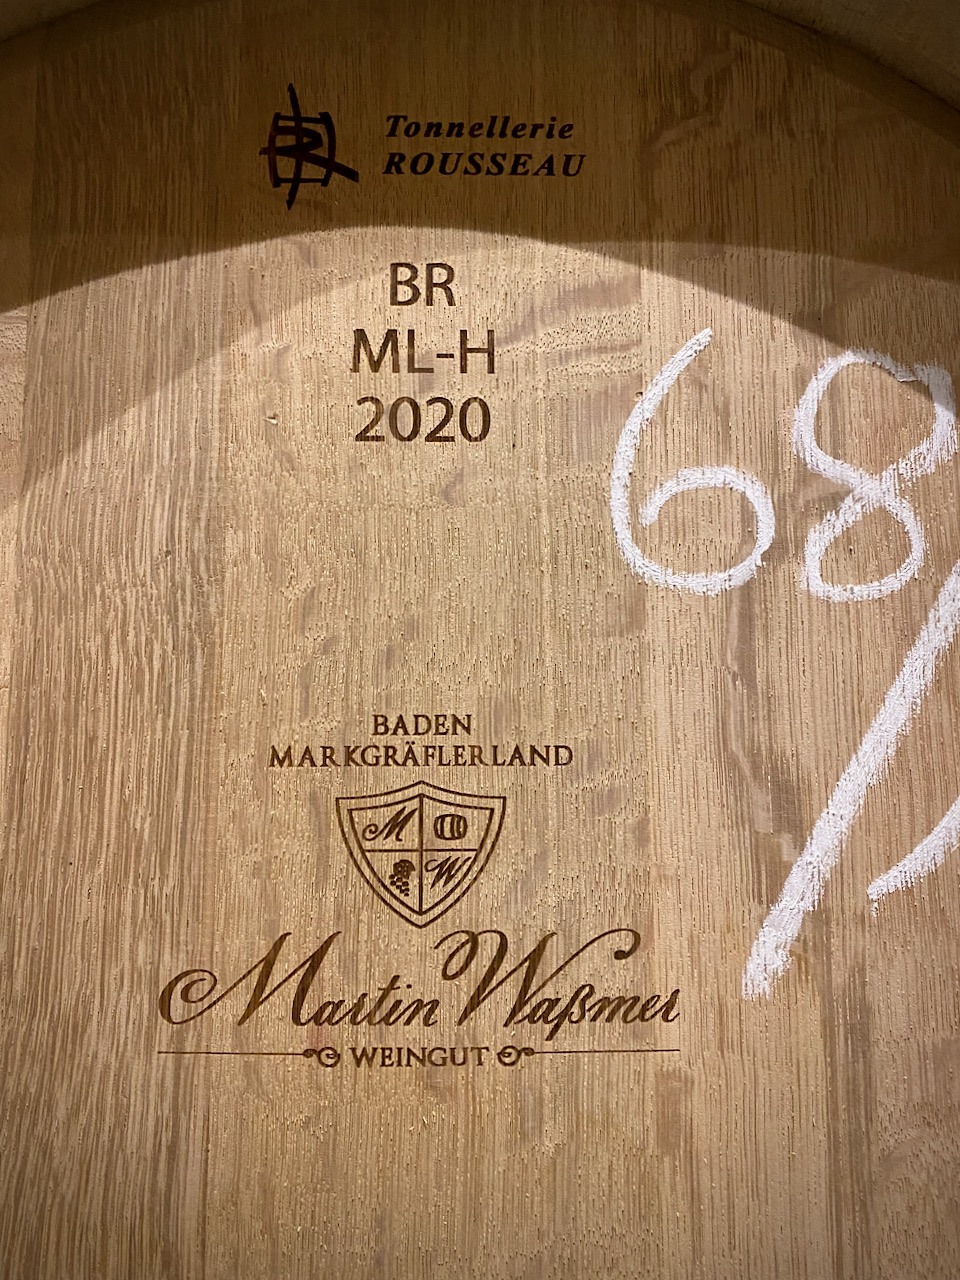 Tonnellerie
ROUSSEAU
BR
ML-H
2020
68
BADEN
MARKGRÄFLERLAND
M
W
Martin Waßmer
WEINGUT